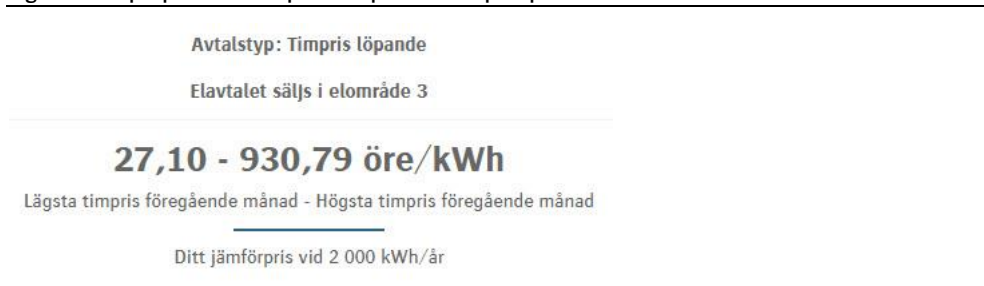 Avtalstyp: Timpris löpande
Elavtalet säljs i elområde 3
27,10 - 930,79 öre/kWh
Lägsta timpris föregående månad - Högsta timpris föregående månad
Ditt jämförpris vid 2 000 kWh/år